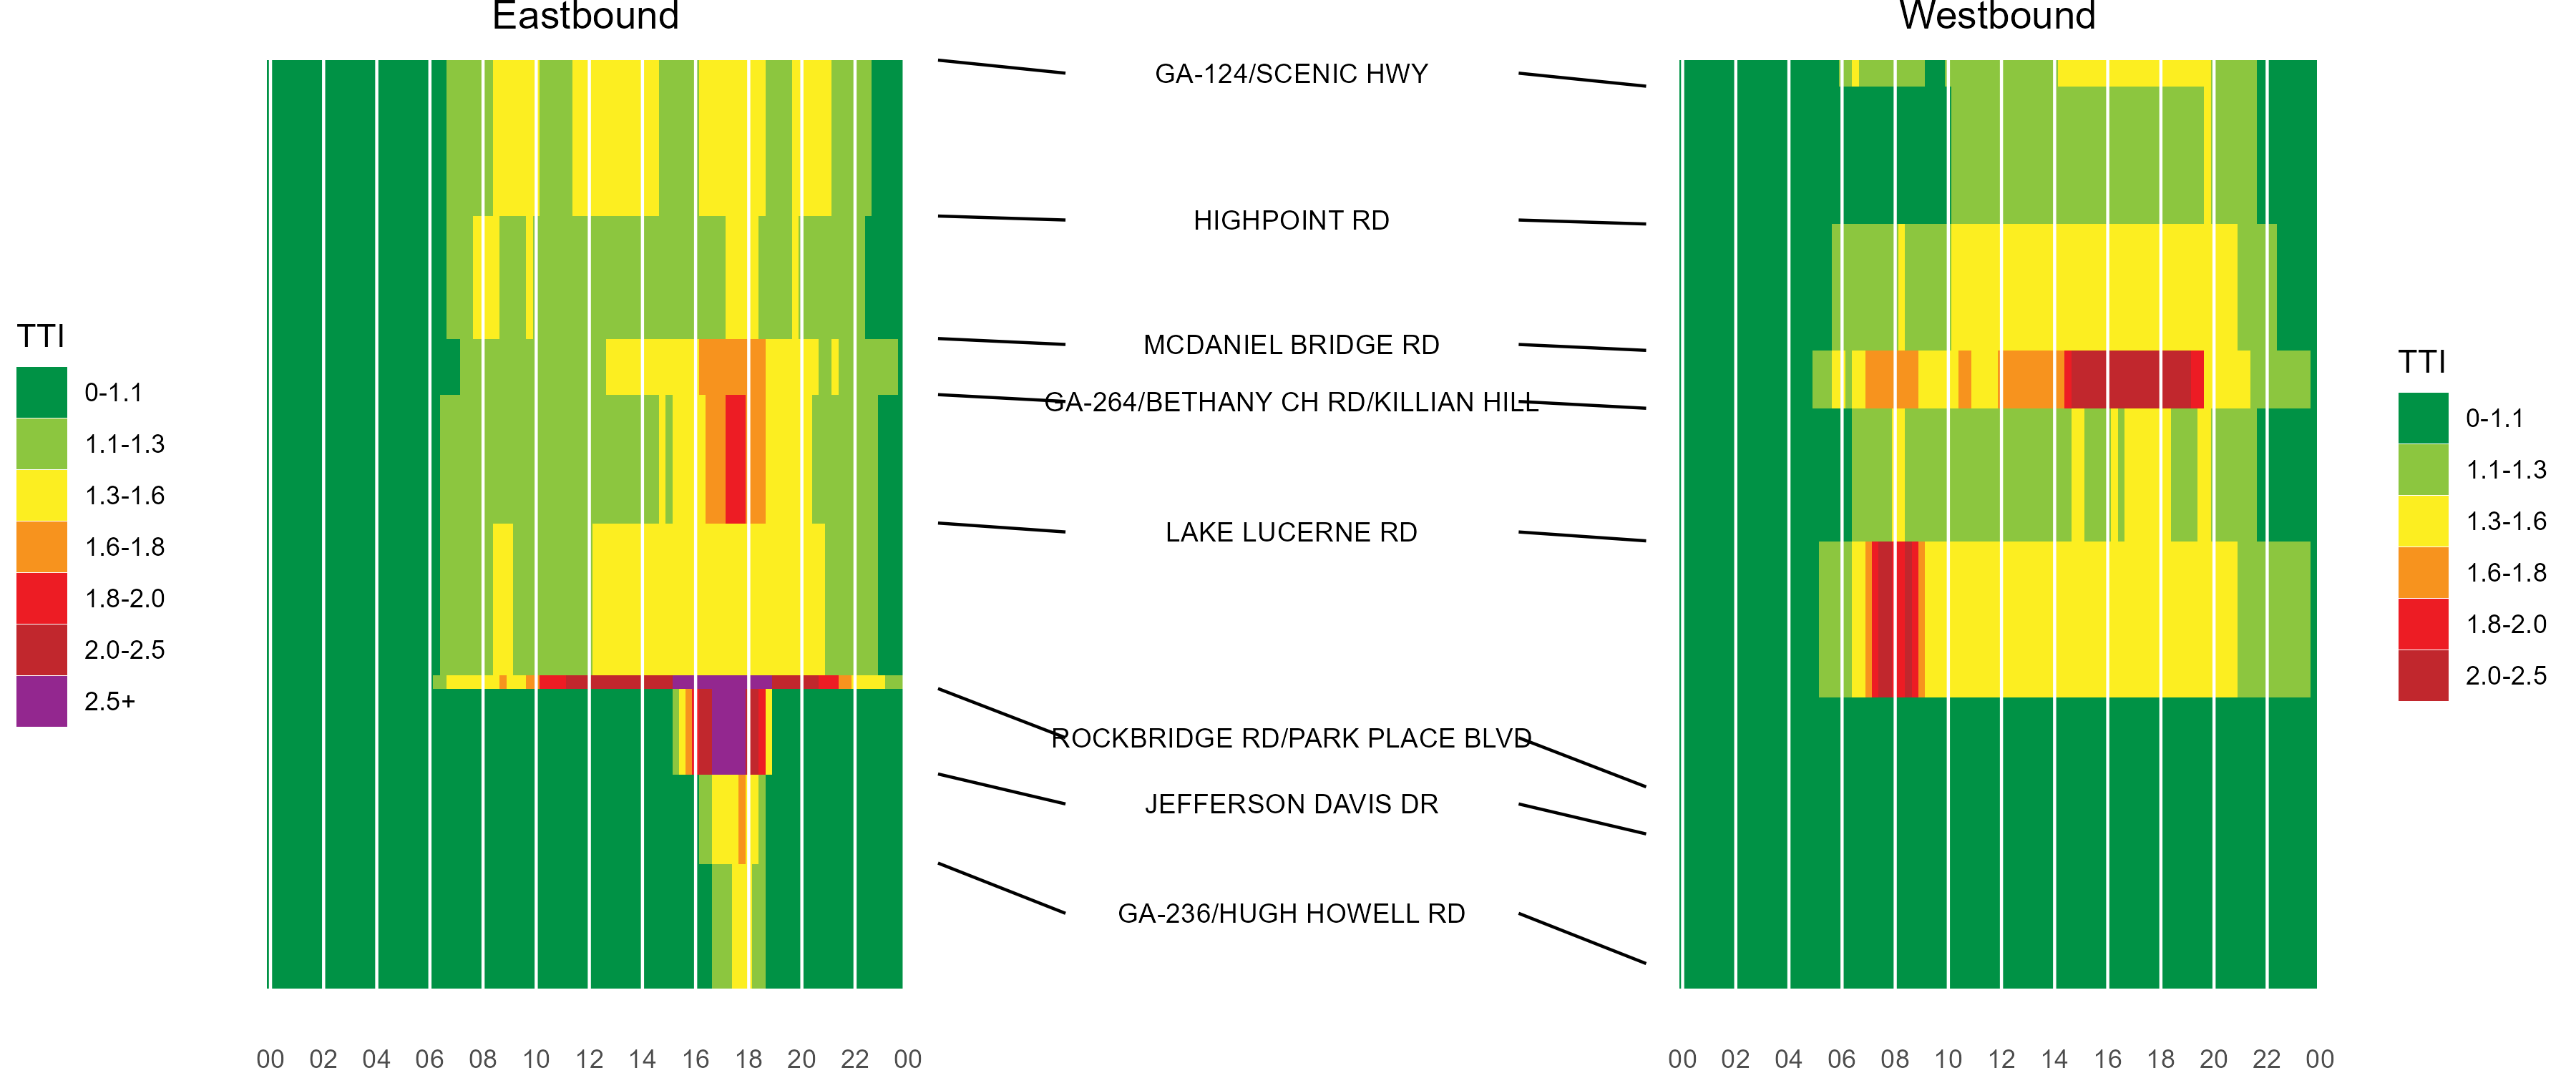 Eastbound
Westbound
GA-124/SCENIC HWY
HIGHPOINT RD
MCDANIEL BRIDGE RD
GA-264/BETHANY CH RD/KILLIAN HILL
LAKE LUCERNE RD
ROCKBRIDGE RD/PARK PLACE BLVD
JEFFERSON DAVIS DR
GA-236/HUGH HOWELL RD
TTI
0-1.1
1.1-1.3
1.3-1.6
1.6-1.8
1.8-2.0
2.0-2.5
2.5+
TTI
0-1.1
1.1-1.3
1.3-1.6
1.6-1.8
1.8-2.0
2.0-2.5
00 02 04 06 08 10 12 14 16 18 20 22 00
00 02 04 06 08 10 12 14 16 18 20 22 00